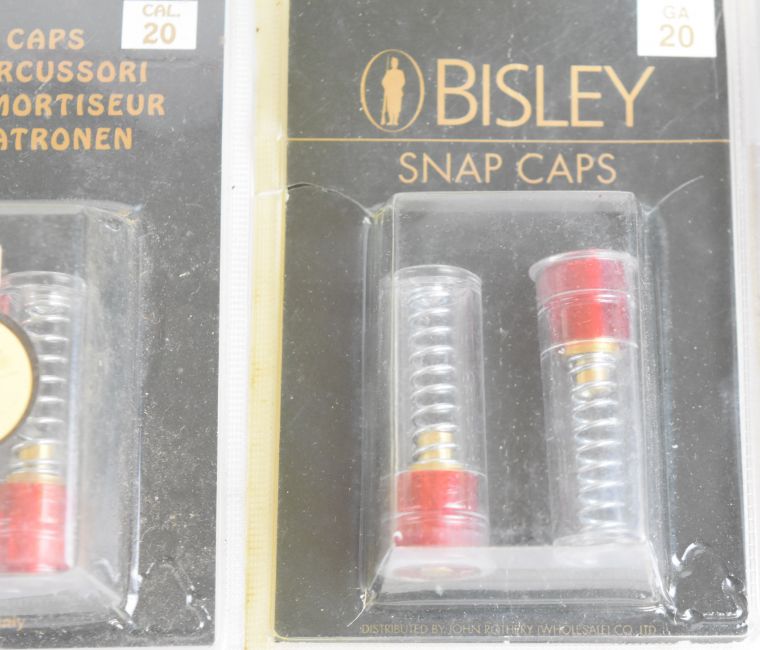 CAL.
20
CAPS
RCUSSORI
MORTISEUR
ATRONEN
GA
20
BISLEY
SNAP CAPS
DISTRIBUTED BY JOHN ROTHERY (WHOLESALE) CO. LTD.